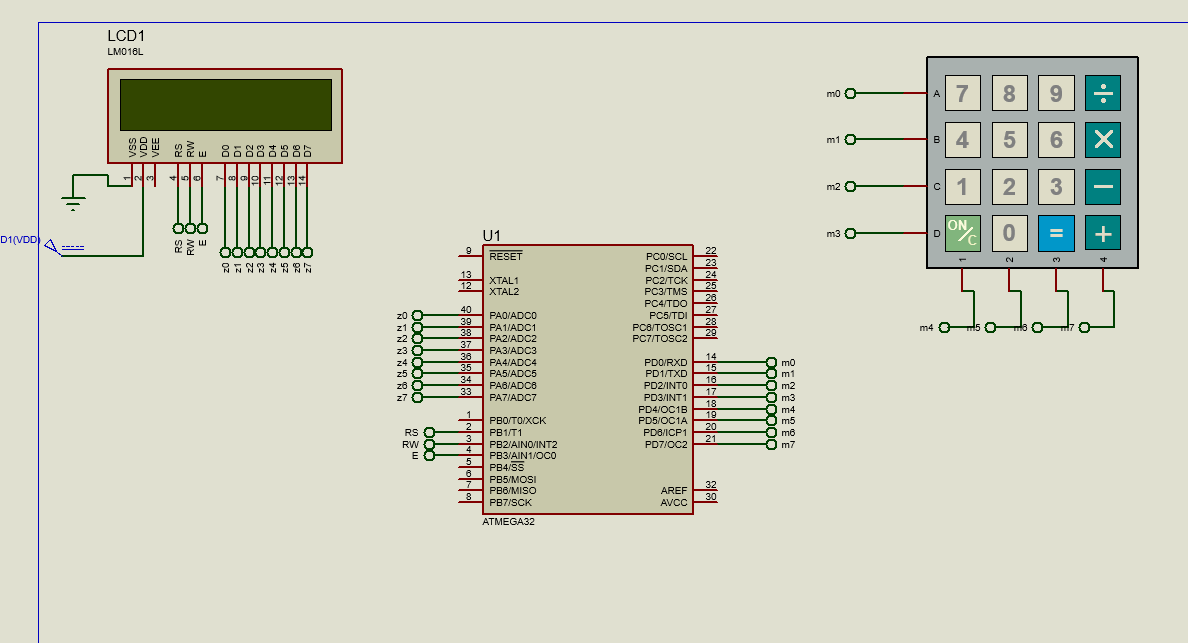 LCD1
LM016L
VSS
VDD
VEE
RS
RW
E
D0
D1
D2
D3
D4
D5
D6
D7
1
2
3
4
5
6
7
8
9
10
11
12
13
14
D1(VDD)
RS
RW
E
z0
z1
z2
z3
z4
z5
z6
z7
U1
9 RESET
13 XTAL1
12 XTAL2
z0 40 PA0/ADC0
z1 39 PA1/ADC1
z2 38 PA2/ADC2
z3 37 PA3/ADC3
z4 36 PA4/ADC4
z5 35 PA5/ADC5
z6 34 PA6/ADC6
z7 33 PA7/ADC7
1 PB0/T0/XCK
RS 2 PB1/T1
RW 3 PB2/AIN0/INT2
E 4 PB3/AIN1/OC0
5 PB4/SS
6 PB5/MOSI
7 PB6/MISO
8 PB7/SCK
PC0/SCL 22
PC1/SDA 23
PC2/TCK 24
PC3/TMS 25
PC4/TDO 26
PC5/TDI 27
PC6/TOSC1 28
PC7/TOSC2 29
PD0/RXD 14 m0
PD1/TXD 15 m1
PD2/INT0 16 m2
PD3/INT1 17 m3
PD4/OC1B 18 m4
PD5/OC1A 19 m5
PD6/ICP1 20 m6
PD7/OC2 21 m7
AREF 32
AVCC 30
ATMEGA32
m0 A 7 8 9 ÷
m1 B 4 5 6 ×
m2 C 1 2 3 −
m3 D ON/C 0 = +
1 2 3 4
m4 m5 m6 m7